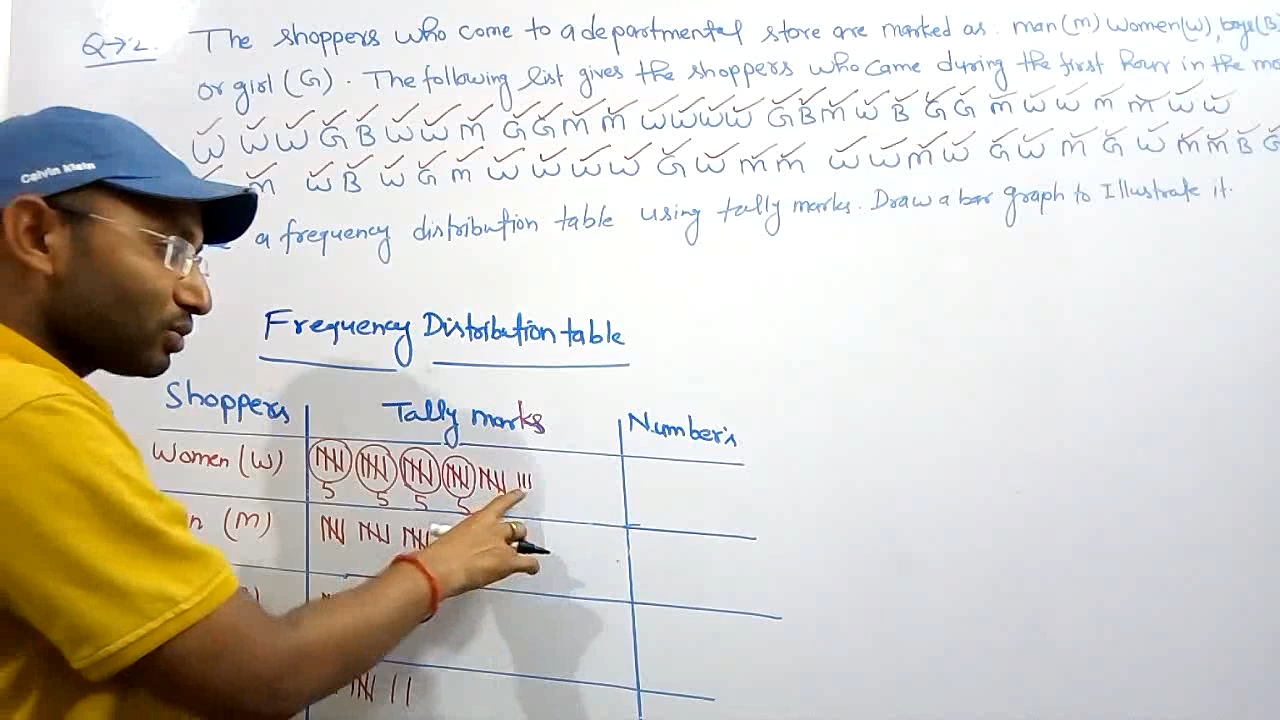 Q→2. The shoppers who come to a departmental store are marked as. man (M) Women(W), boys(B)
or girl (G). The following list gives the shoppers who came during the first hour in the mo
W W W G B W W M G G M M W W W W G B M W B G G M W W M M W W
M W B W G M W W W W G W M M W W M W G W M G W M M B G
a frequency distribution table using tally marks. Draw a bar graph to Illustrate it.
Calvin Klein
Frequency Distribution table
Shoppers Tally marks Number's
Women (W) 5 5 5 5
(M)